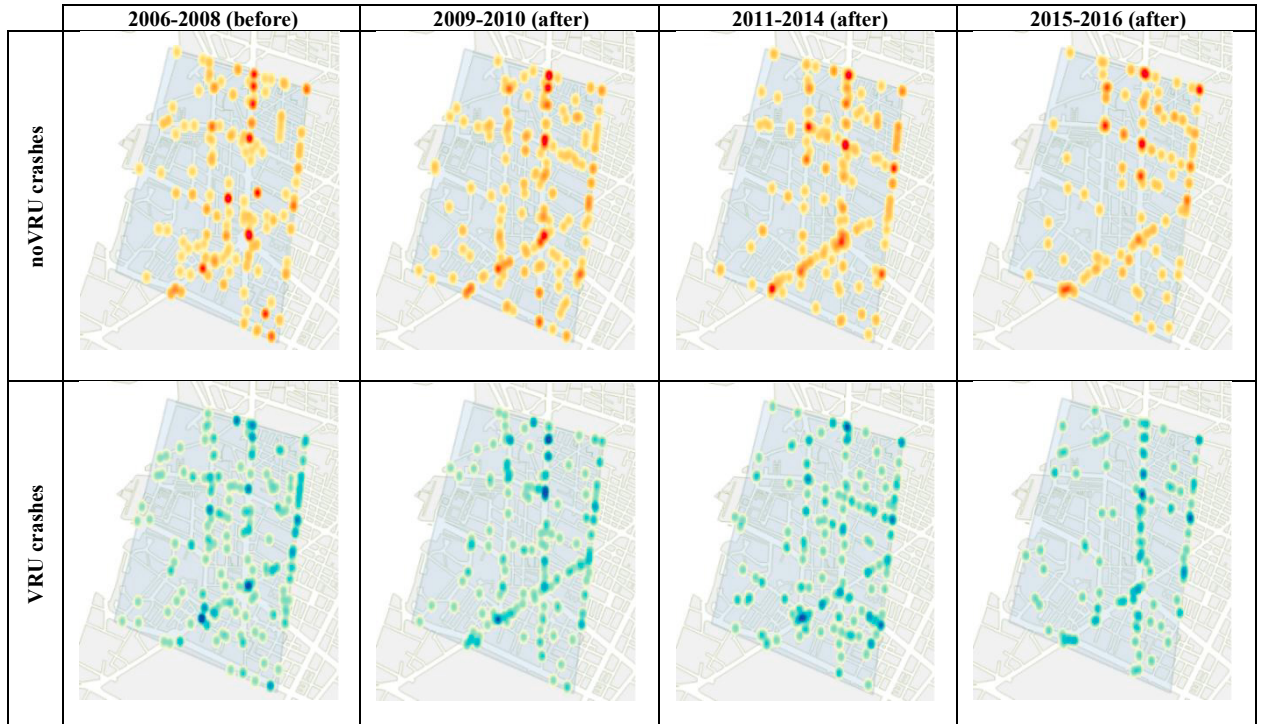 2006-2008 (before)
2009-2010 (after)
2011-2014 (after)
2015-2016 (after)
noVRU crashes
VRU crashes